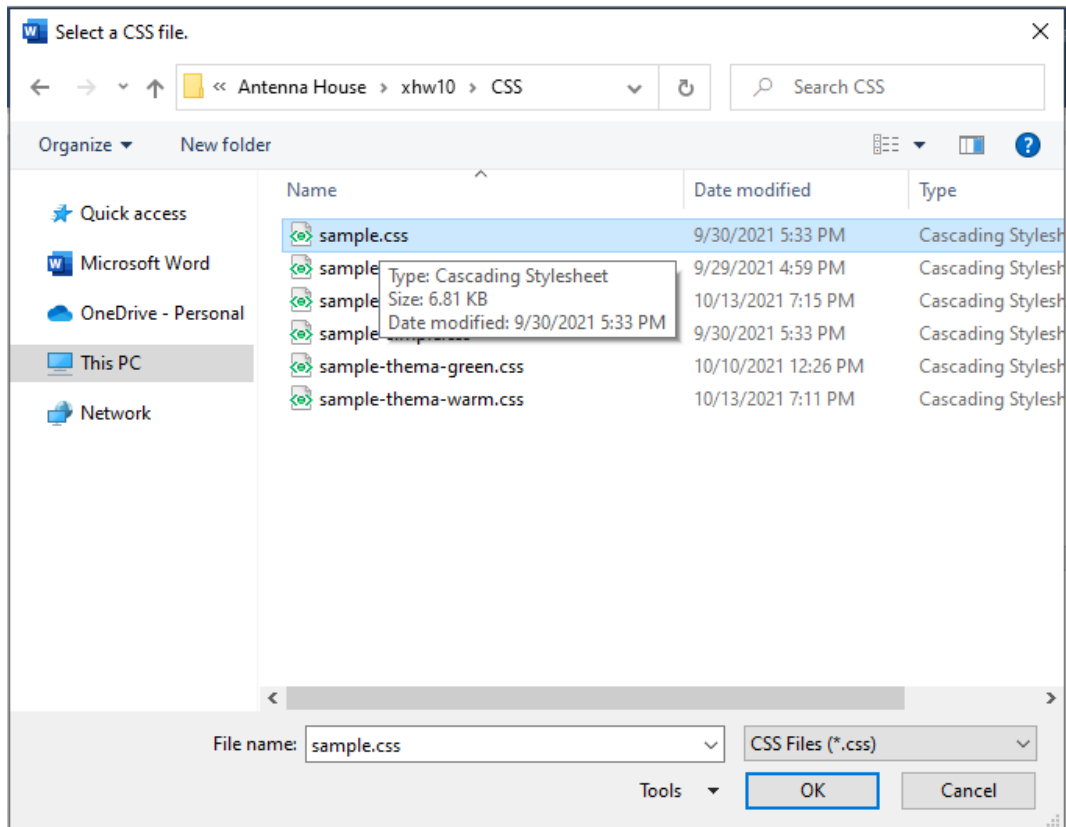 Select a CSS file.
« Antenna House › xhw10 › CSS
Search CSS
Organize New folder
?
Name Date modified Type
Quick access
Microsoft Word
OneDrive - Personal
This PC
Network
sample.css 9/30/2021 5:33 PM Cascading Stylesh
sample 9/29/2021 4:59 PM Cascading Stylesh
sample 10/13/2021 7:15 PM Cascading Stylesh
sample 9/30/2021 5:33 PM Cascading Stylesh
sample-thema-green.css 10/10/2021 12:26 PM Cascading Stylesh
sample-thema-warm.css 10/13/2021 7:11 PM Cascading Stylesh
Type: Cascading Stylesheet
Size: 6.81 KB
Date modified: 9/30/2021 5:33 PM
File name: sample.css CSS Files (*.css)
Tools OK Cancel